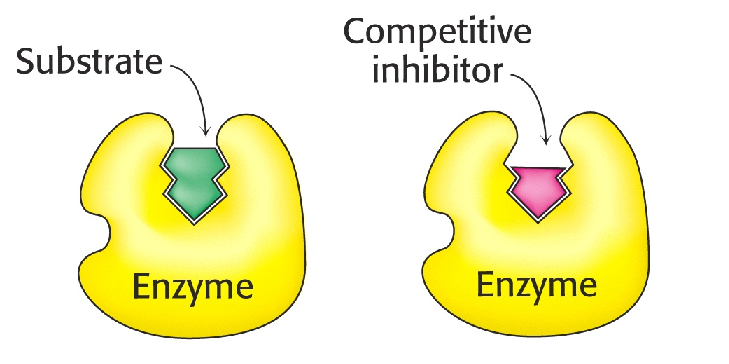 Substrate
Competitive
inhibitor
Enzyme
Enzyme